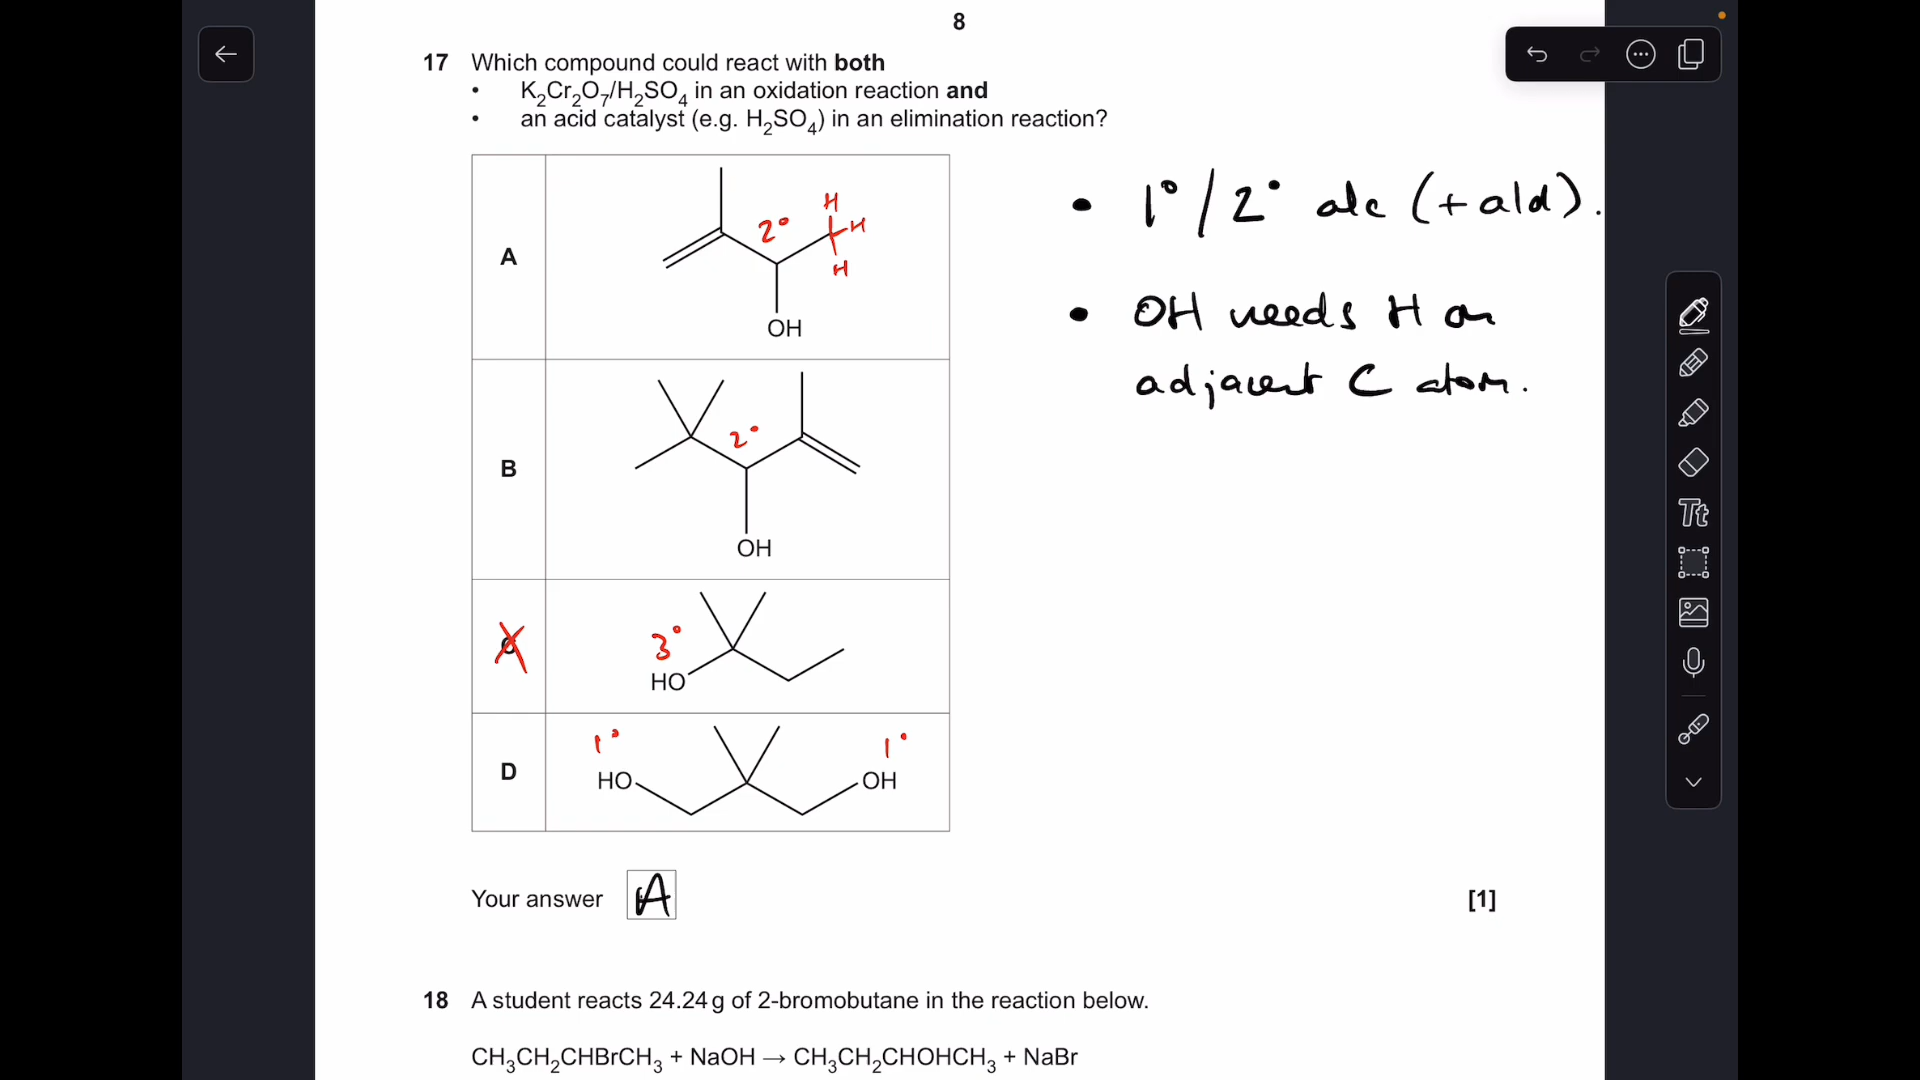 8
17 Which compound could react with both
• K2Cr2O7/H2SO4 in an oxidation reaction and
• an acid catalyst (e.g. H2SO4) in an elimination reaction?
• 1°/2° alc (+ald).
• OH needs H on
adjacent C atom.
A
2°
H
H
H
OH
B
2°
OH
C
3°
HO
D
1°
1°
HO
OH
Your answer A [1]
18 A student reacts 24.24 g of 2-bromobutane in the reaction below.
CH3CH2CHBrCH3 + NaOH → CH3CH2CHOHCH3 + NaBr
Tt